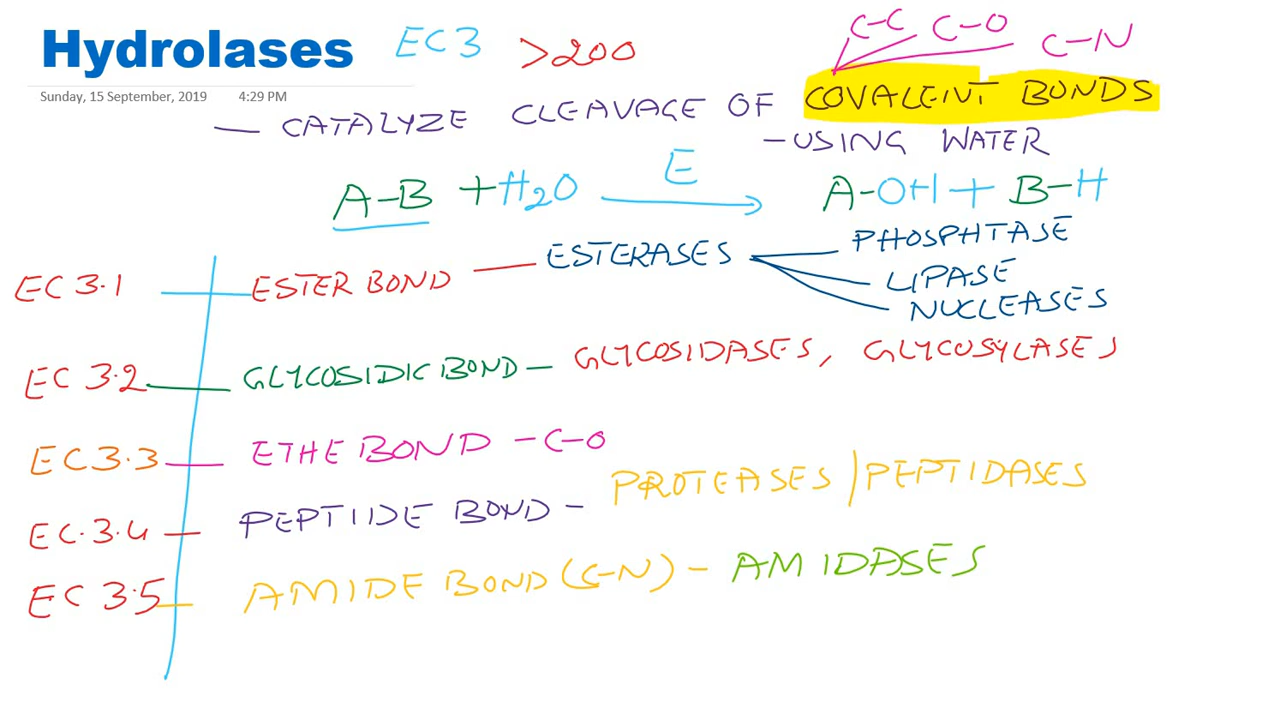 Hydrolases EC3 >200
C-C C-O C-N
Sunday, 15 September, 2019 4:29 PM
- CATALYZE CLEAVAGE OF COVALENT BONDS
- USING WATER
A-B + H2O E A-OH + B-H
EC 3.1 ESTER BOND - ESTERASES PHOSPHTASE
LIPASE
NUCLEASES
EC 3.2 GLYCOSIDIC BOND - GLYCOSIDASES, GLYCOSYLASES
EC3.3 ETHE BOND - C-O
EC.3.4 - PEPTIDE BOND - PROTEASES / PEPTIDASES
EC 3.5 AMIDE BOND (C-N) - AMIDASES